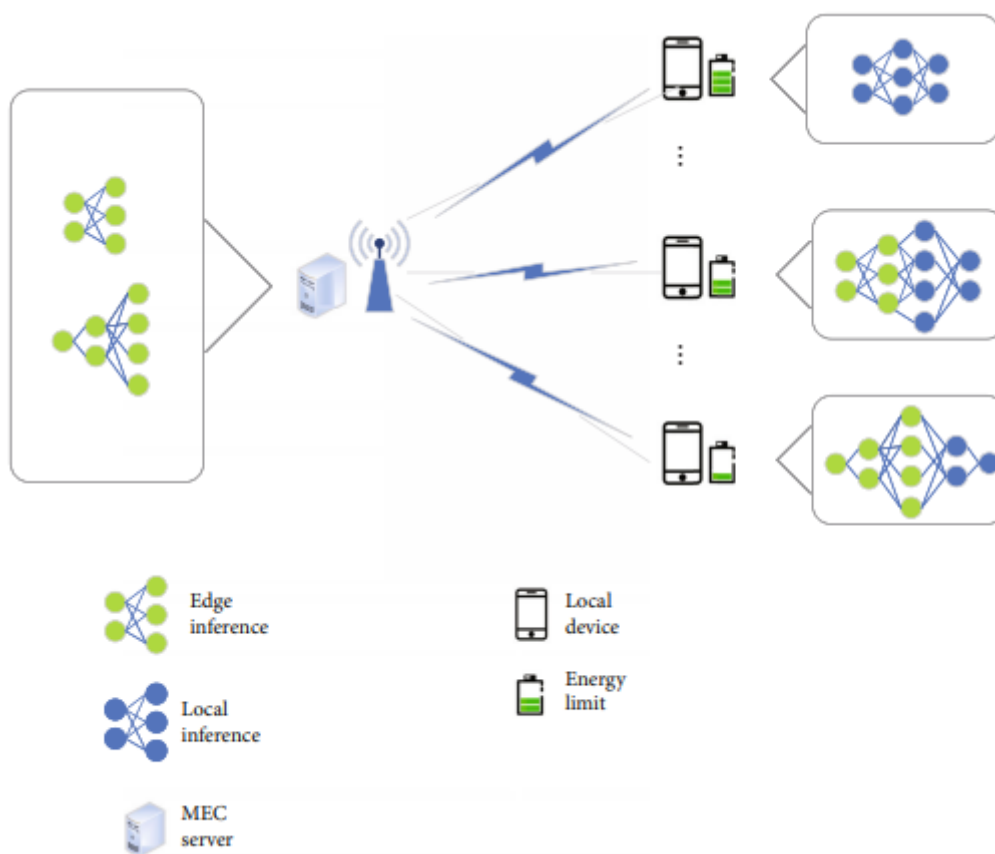 Edge
inference
Local
inference
MEC
server
Local
device
Energy
limit